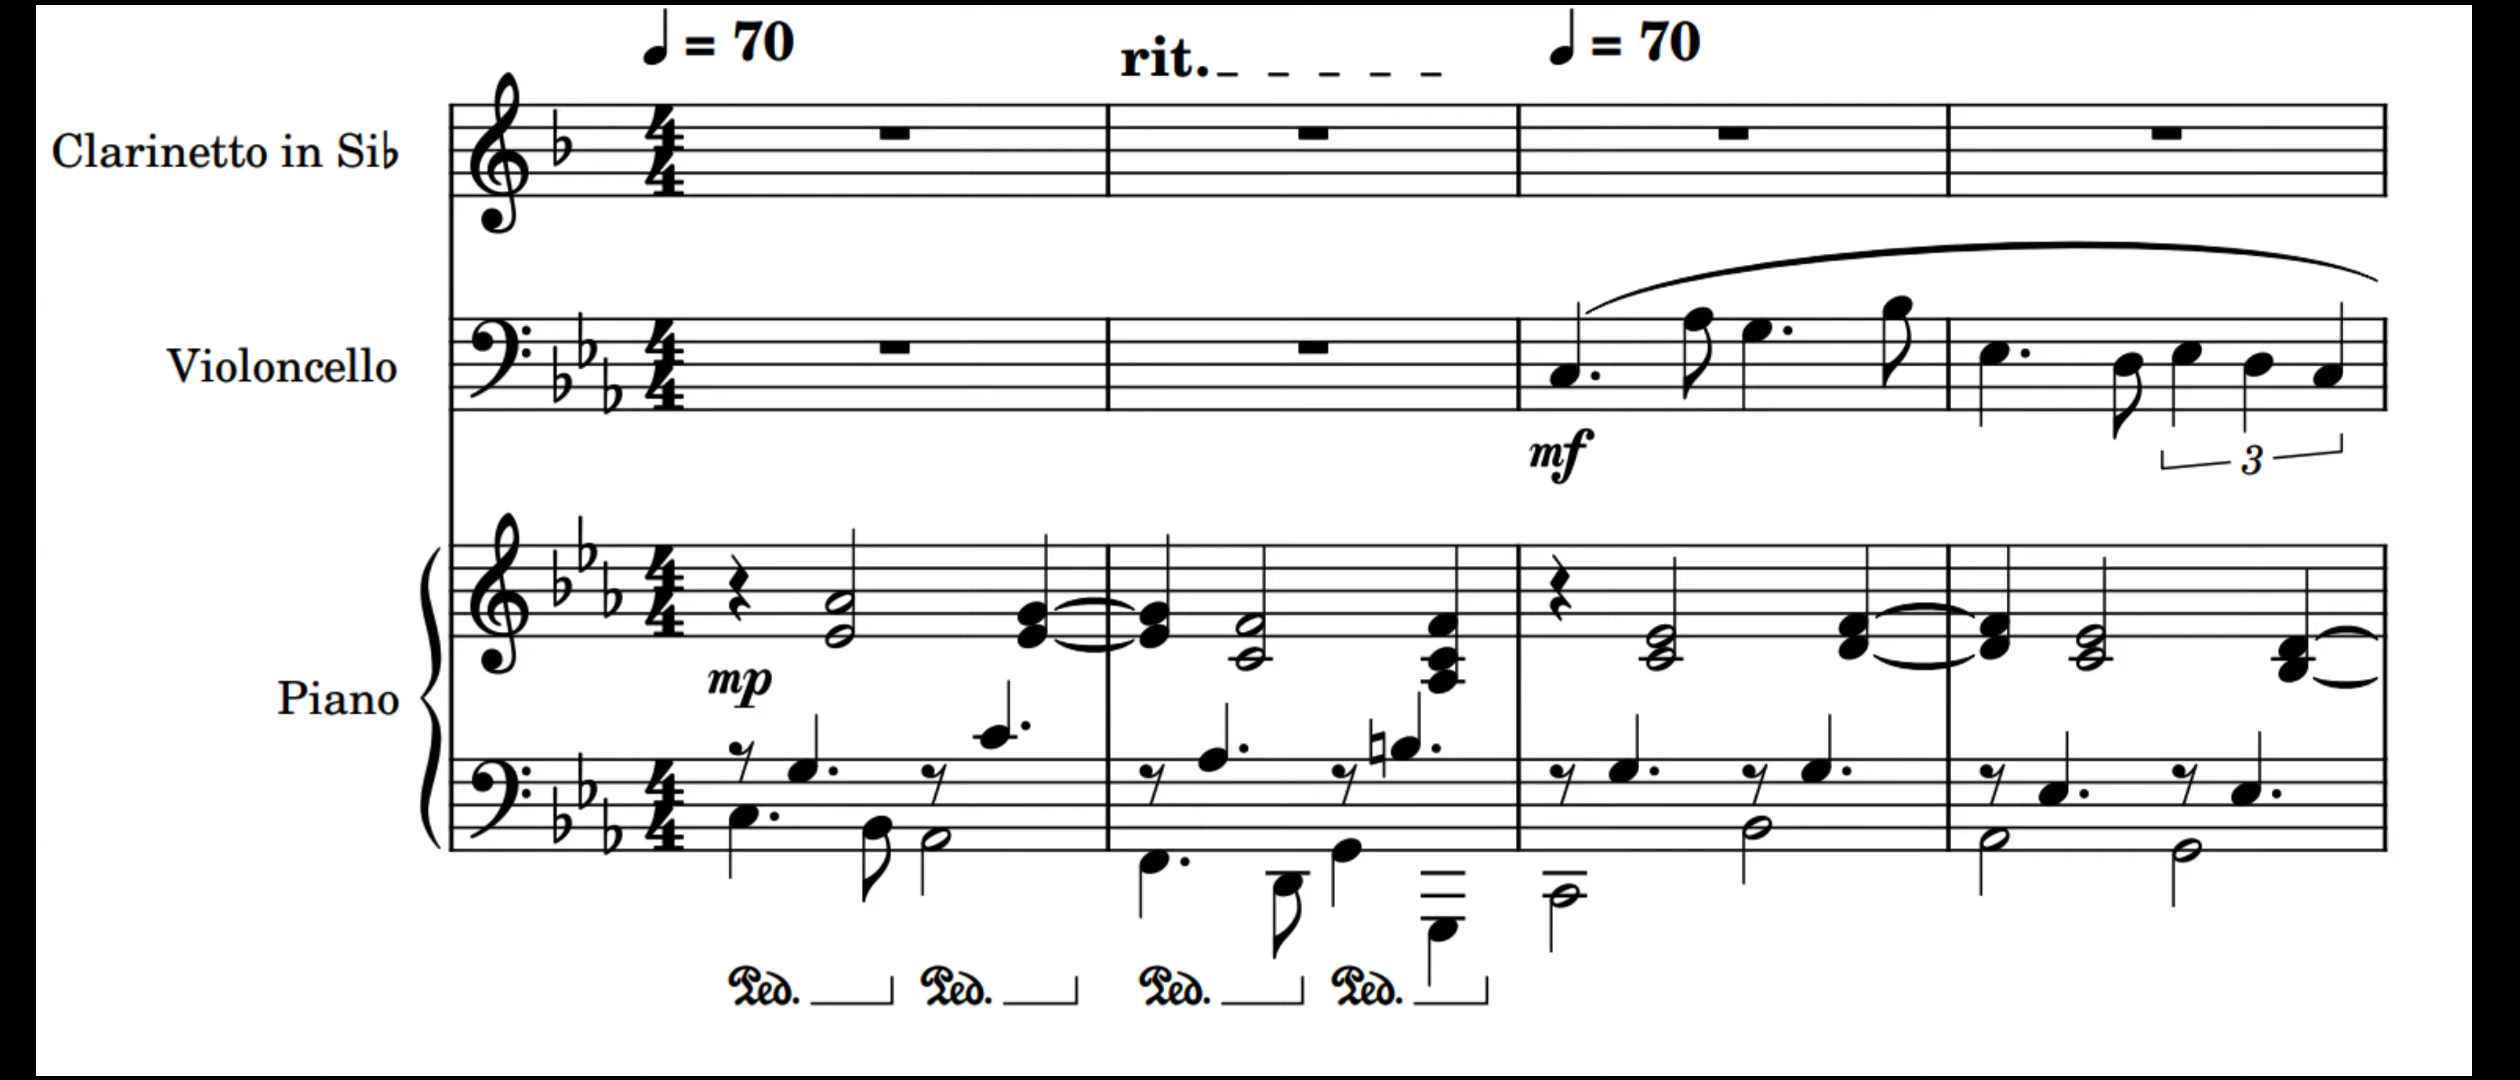 ♩ = 70 rit. ♩ = 70
Clarinetto in Si♭
Violoncello
mf
3
Piano
mp
Ped. Ped. Ped. Ped.